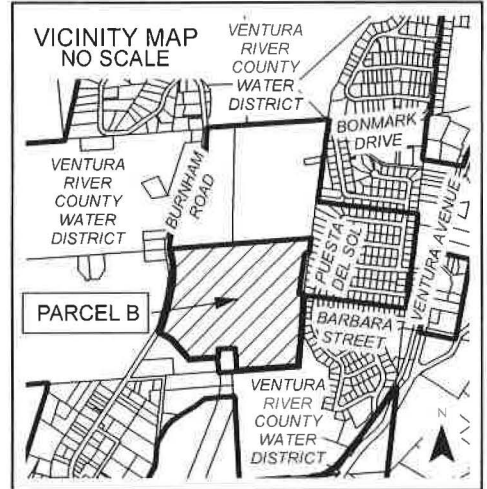 VICINITY MAP
NO SCALE
VENTURA
RIVER
COUNTY
WATER
DISTRICT
BONMARK
DRIVE
VENTURA
RIVER
COUNTY
WATER
DISTRICT
BURNHAM
ROAD
VENTURA AVENUE
PUESTA
DEL SOL
PARCEL B
BARBARA
STREET
VENTURA
RIVER
COUNTY
WATER
DISTRICT
N